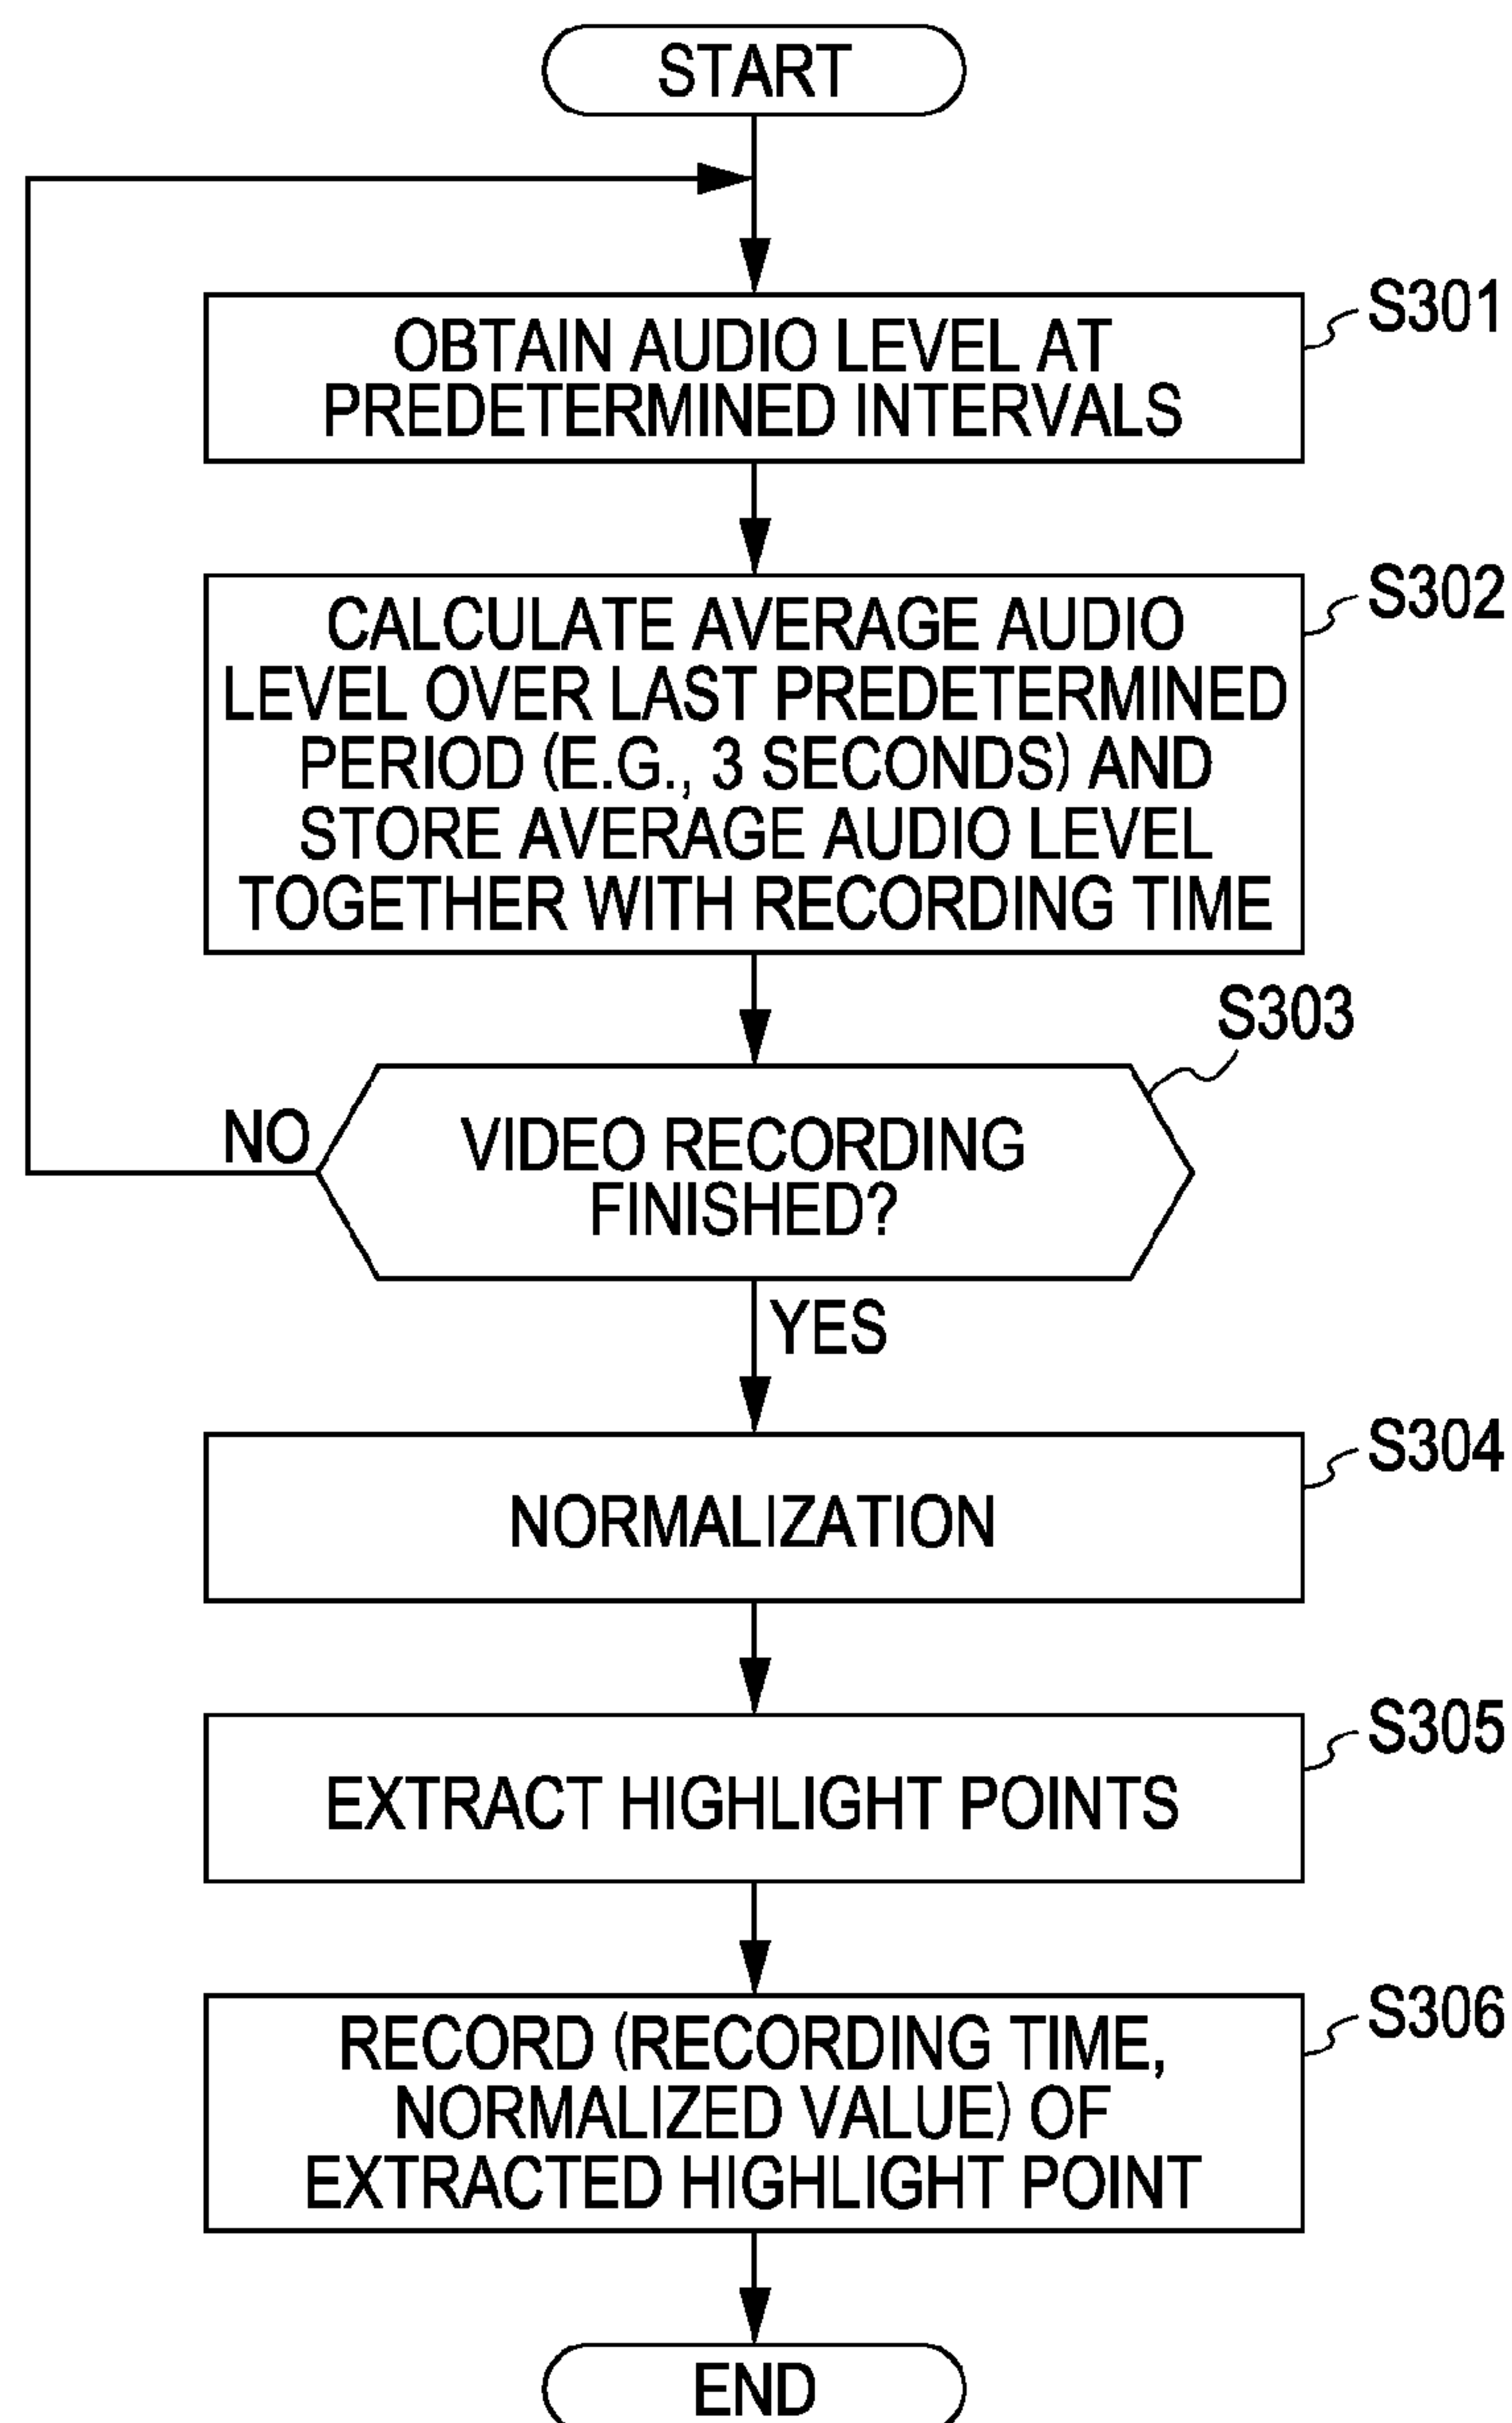 START
OBTAIN AUDIO LEVEL AT
PREDETERMINED INTERVALS
S301
CALCULATE AVERAGE AUDIO
LEVEL OVER LAST PREDETERMINED
PERIOD (E.G., 3 SECONDS) AND
STORE AVERAGE AUDIO LEVEL
TOGETHER WITH RECORDING TIME
S302
S303
VIDEO RECORDING
FINISHED?
NO
YES
NORMALIZATION
S304
EXTRACT HIGHLIGHT POINTS
S305
RECORD (RECORDING TIME,
NORMALIZED VALUE) OF
EXTRACTED HIGHLIGHT POINT
S306
END